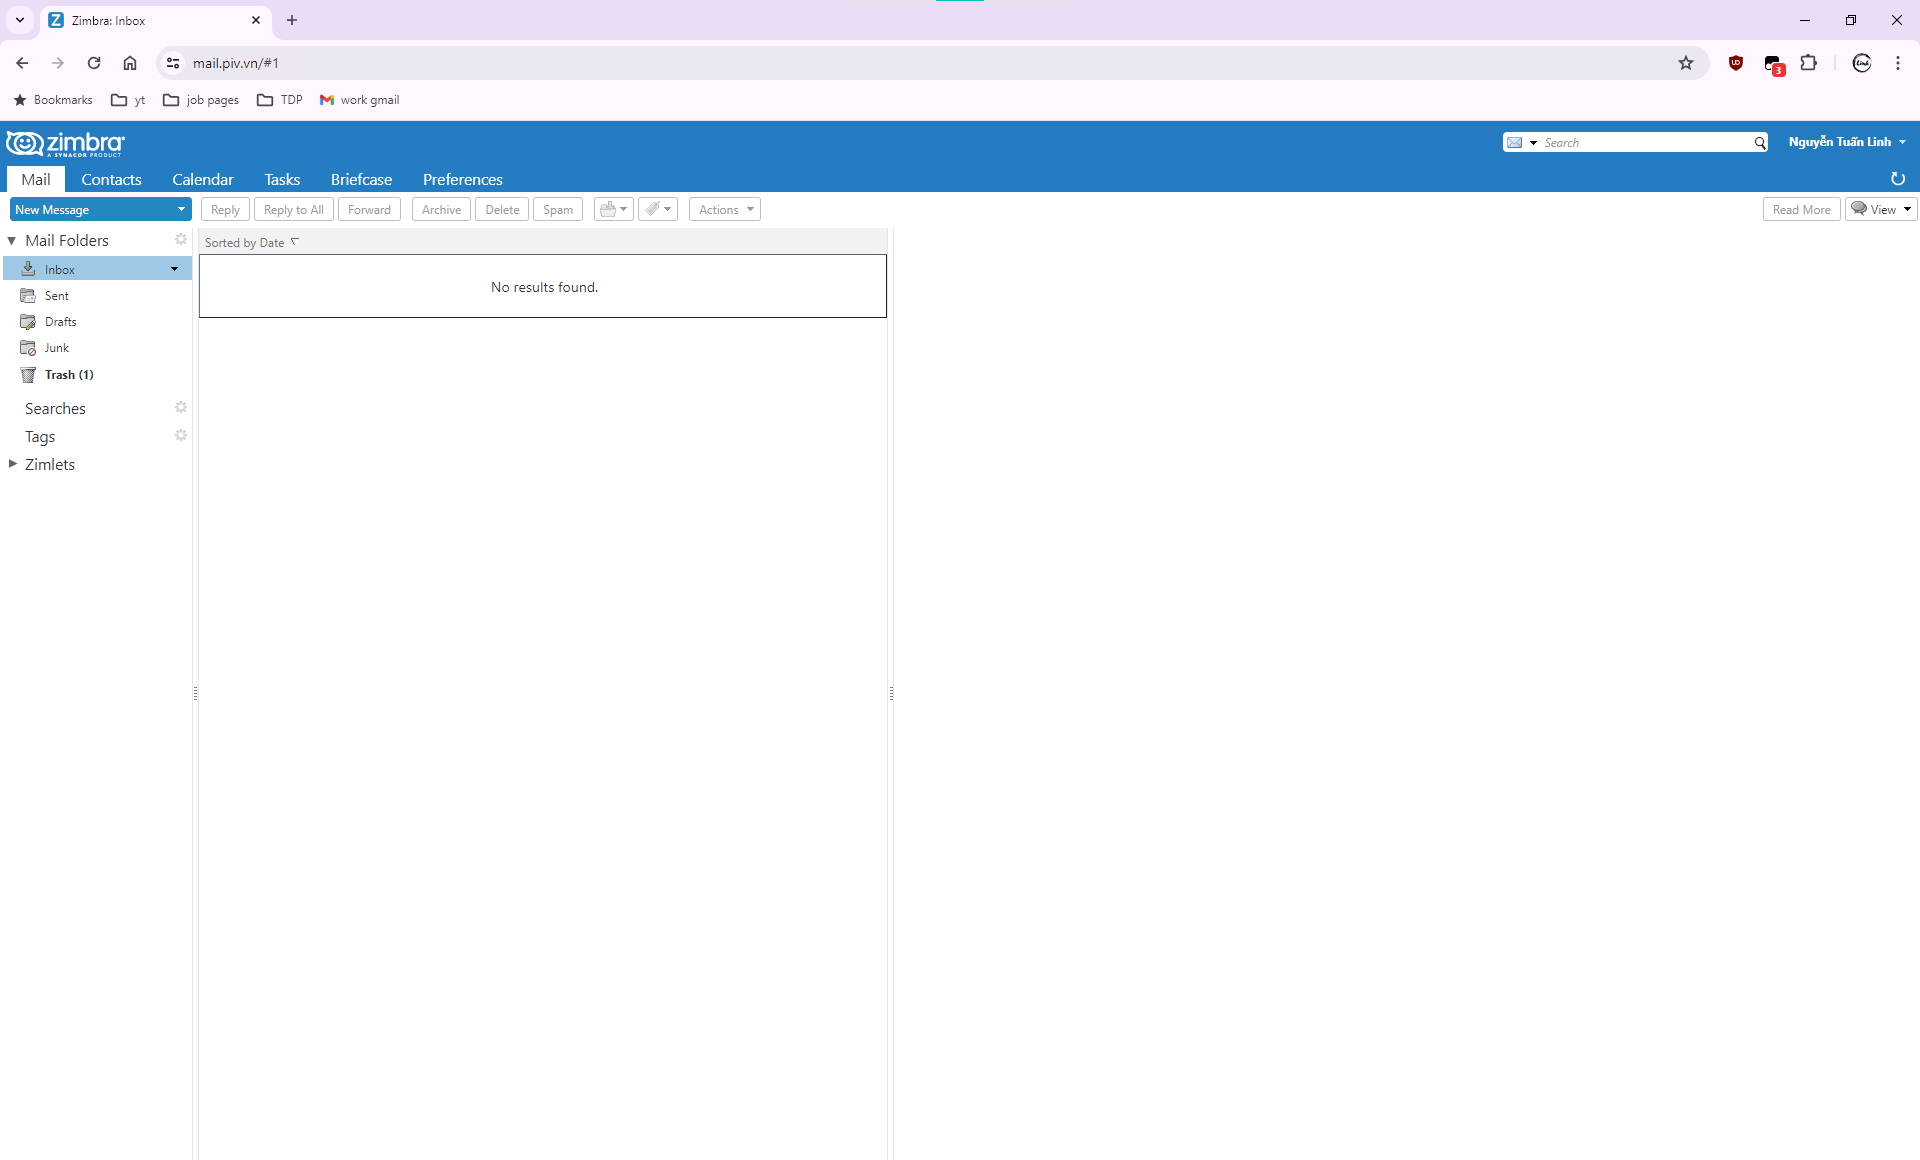 Zimbra: Inbox
mail.piv.vn/#1
3
Bookmarks yt job pages TDP work gmail
zimbra
A SYNACOR PRODUCT
Search
Nguyễn Tuấn Linh
Mail Contacts Calendar Tasks Briefcase Preferences
New Message Reply Reply to All Forward Archive Delete Spam Actions Read More View
Mail Folders
Sorted by Date
Inbox
No results found.
Sent
Drafts
Junk
Trash (1)
Searches
Tags
Zimlets